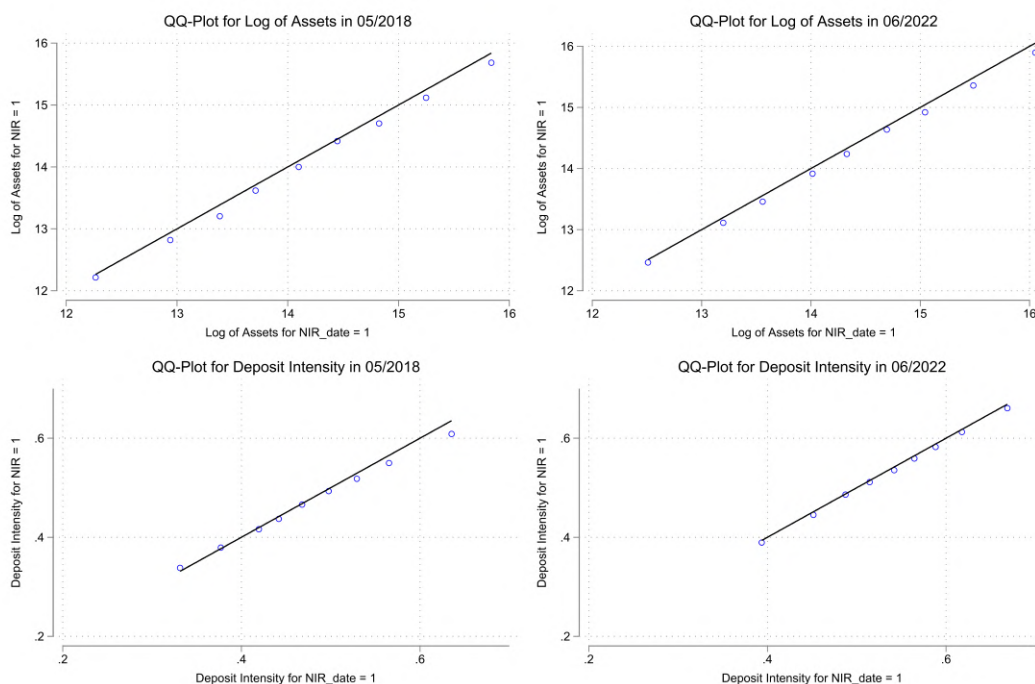 QQ-Plot for Log of Assets in 05/2018
16
15
14
13
12
Log of Assets for NIR = 1
12 13 14 15 16
Log of Assets for NIR_date = 1
QQ-Plot for Log of Assets in 06/2022
16
15
14
13
12
Log of Assets for NIR = 1
12 13 14 15 16
Log of Assets for NIR_date = 1
QQ-Plot for Deposit Intensity in 05/2018
.6
.4
.2
Deposit Intensity for NIR = 1
.2 .4 .6
Deposit Intensity for NIR_date = 1
QQ-Plot for Deposit Intensity in 06/2022
.6
.4
.2
Deposit Intensity for NIR = 1
.2 .4 .6
Deposit Intensity for NIR_date = 1